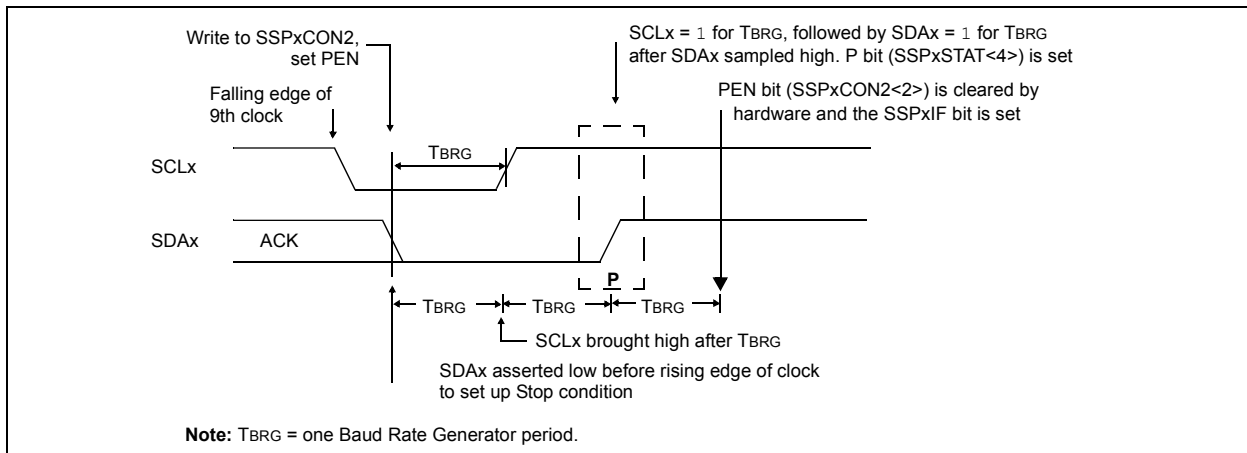 Write to SSPxCON2,
set PEN
SCLx = 1 for TBRG, followed by SDAx = 1 for TBRG
after SDAx sampled high. P bit (SSPxSTAT<4>) is set
PEN bit (SSPxCON2<2>) is cleared by
hardware and the SSPxIF bit is set
Falling edge of
9th clock
TBRG
SCLx
SDAx
ACK
P
TBRG
TBRG
TBRG
SCLx brought high after TBRG
SDAx asserted low before rising edge of clock
to set up Stop condition
Note: TBRG = one Baud Rate Generator period.